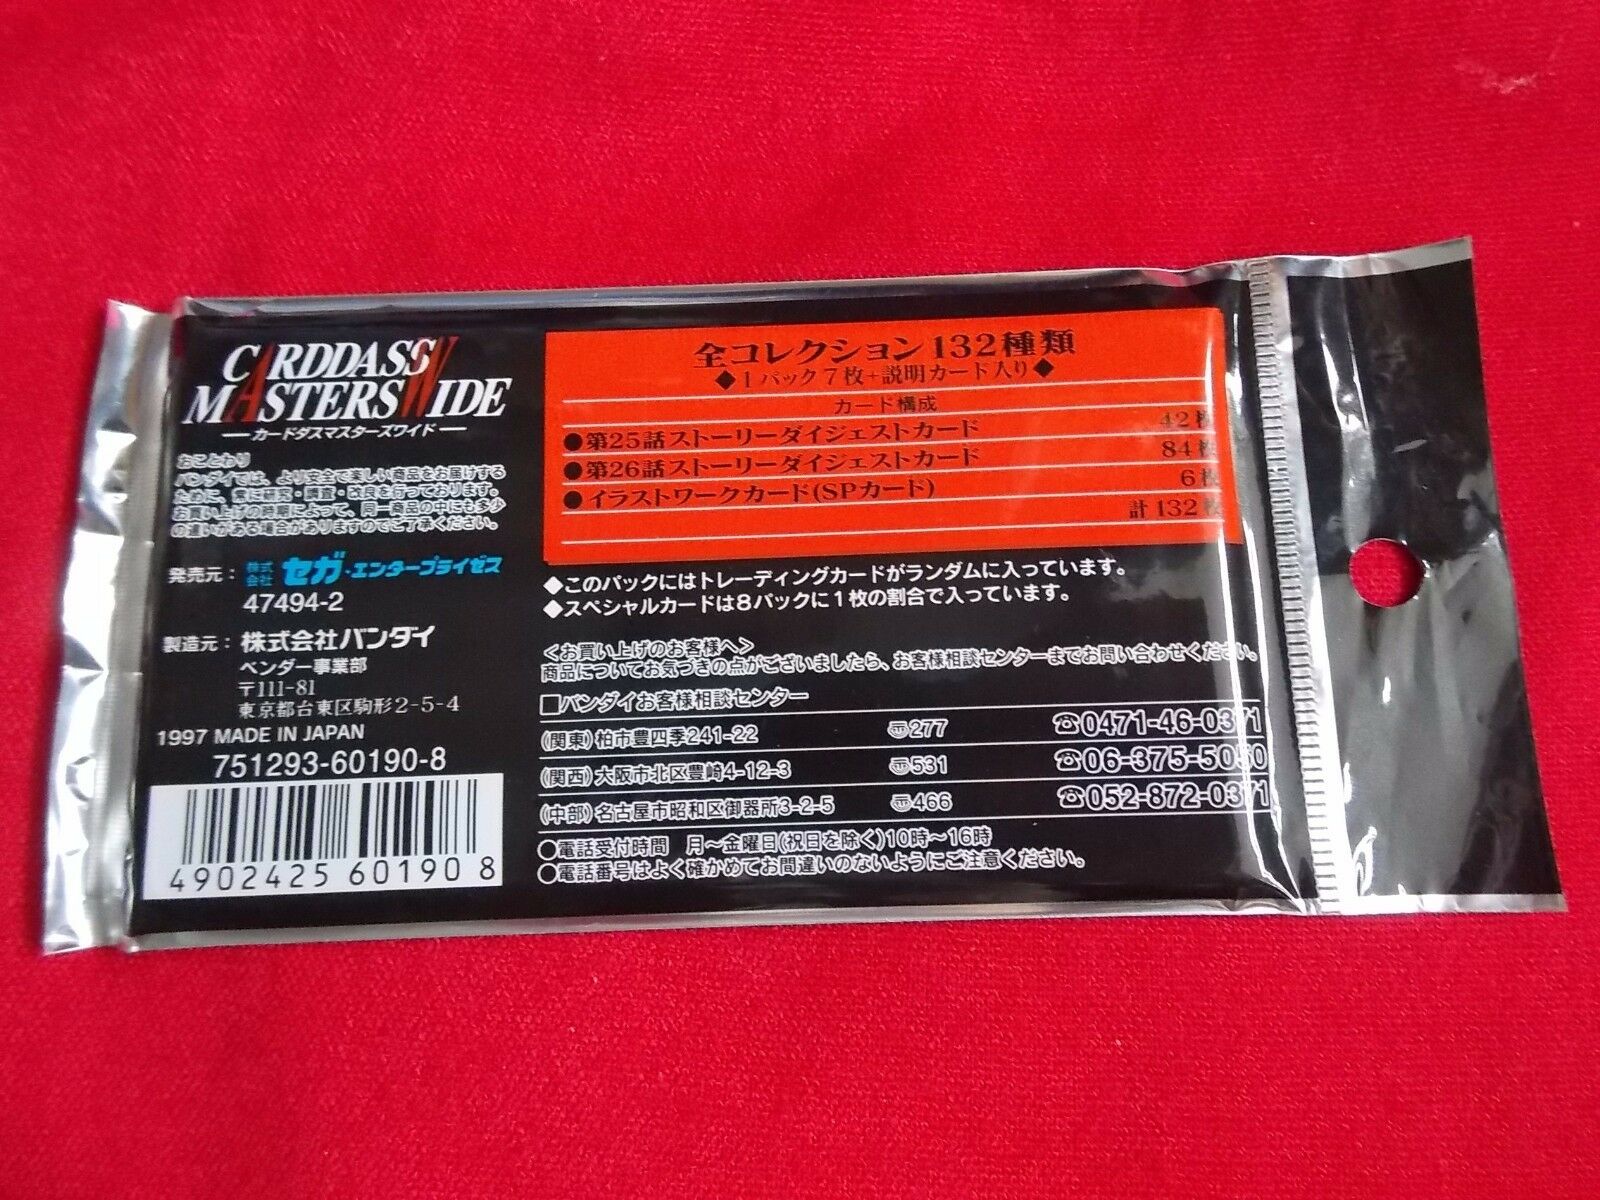 CARDDASS
MASTERS WIDE
カードダスマスターズワイド
おことわり
バンダイでは、より安全で楽しい商品をお届けする
ために、常に研究・調査・改良を行っております。
お買い上げの時期によって、同一商品の中にも多少
の違いがある場合がありますのでご了承ください。
発売元：株式会社 セガ・エンタープライゼス
47494-2
製造元：株式会社バンダイ
ベンダー事業部
〒111-81
東京都台東区駒形2-5-4
1997 MADE IN JAPAN
751293-60190-8
4902425601908
全コレクション132種類
◆1パック7枚+説明カード入り◆
カード構成
●第25話ストーリーダイジェストカード 42枚
●第26話ストーリーダイジェストカード 84枚
●イラストワークカード(SPカード) 6枚
計132枚
◆このパックにはトレーディングカードがランダムに入っています。
◆スペシャルカードは8パックに1枚の割合で入っています。
＜お買い上げのお客様へ＞
商品についてお気づきの点がございましたら、お客様相談センターまでお問い合わせください。
■バンダイお客様相談センター
(関東)柏市豊四季241-22 〠277 ☎0471-46-0371
(関西)大阪市北区豊崎4-12-3 〠531 ☎06-375-5050
(中部)名古屋市昭和区御器所3-2-5 〠466 ☎052-872-0371
●電話受付時間 月～金曜日(祝日を除く)10時～16時
●電話番号はよく確かめてお間違いのないようにご注意ください。